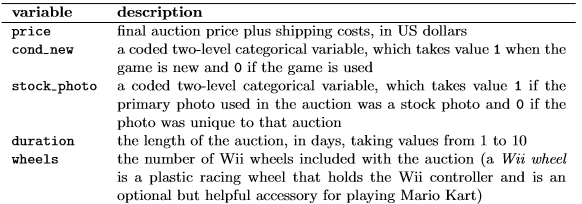 variable description
price final auction price plus shipping costs, in US dollars
cond_new a coded two-level categorical variable, which takes value 1 when the
game is new and 0 if the game is used
stock_photo a coded two-level categorical variable, which takes value 1 if the
primary photo used in the auction was a stock photo and 0 if the
photo was unique to that auction
duration the length of the auction, in days, taking values from 1 to 10
wheels the number of Wii wheels included with the auction (a Wii wheel
is a plastic racing wheel that holds the Wii controller and is an
optional but helpful accessory for playing Mario Kart)